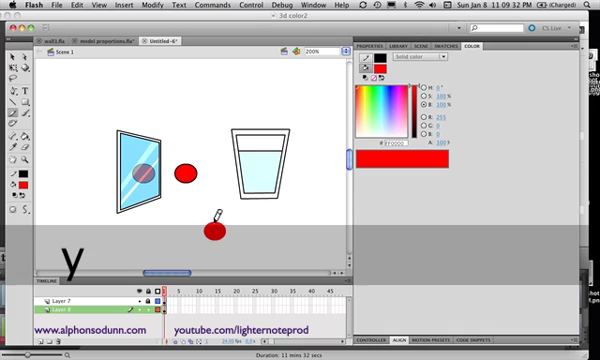 Flash File Edit View Insert Modify Text Commands Control Debug Window Help Sun Jan 8 11 09 32 PM (Charged)
3d color2
CS Live
wall1.fla model proportions.fla* Untitled-6*
Scene 1 200%
PROPERTIES LIBRARY SCENE SWATCHES COLOR
Solid color
H: 0 °
S: 100 %
B: 100 %
R: 255
G: 0
B: 0
# FF0000 A: 100 %
y
TIMELINE
5 10 15 20 25 30 35 40 45
Layer 7
Layer 8
www.alphonsodunn.com youtube.com/lighternoteprod
CONTROLLER ALIGN MOTION PRESETS CODE SNIPPETS
Duration: 11 mins 32 secs